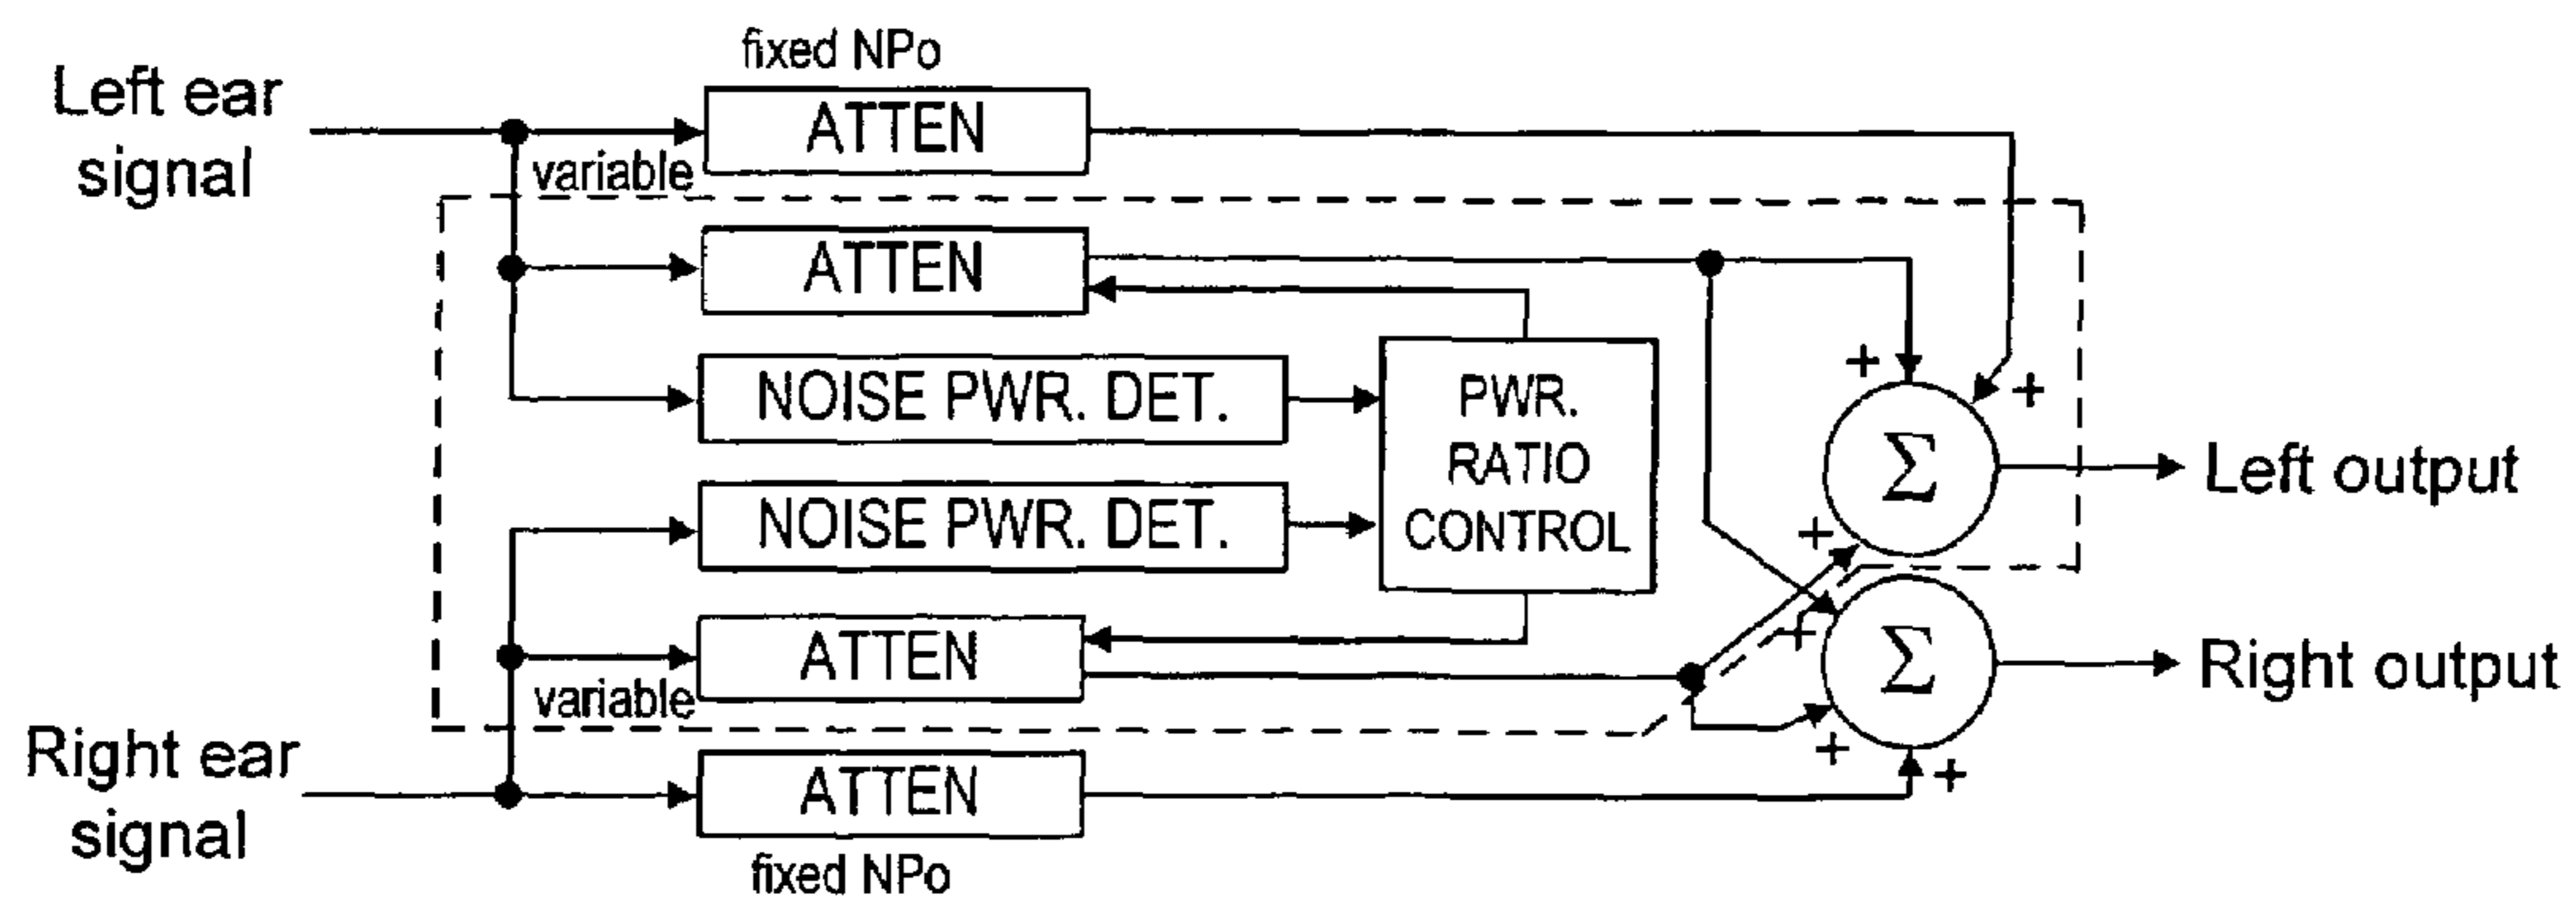 fixed NPo
Left ear
signal
ATTEN
variable
ATTEN
NOISE PWR. DET.
PWR.
RATIO
CONTROL
NOISE PWR. DET.
ATTEN
variable
Right ear
signal
ATTEN
fixed NPo
+
+
Σ
Left output
+
+
Σ
Right output
+
+